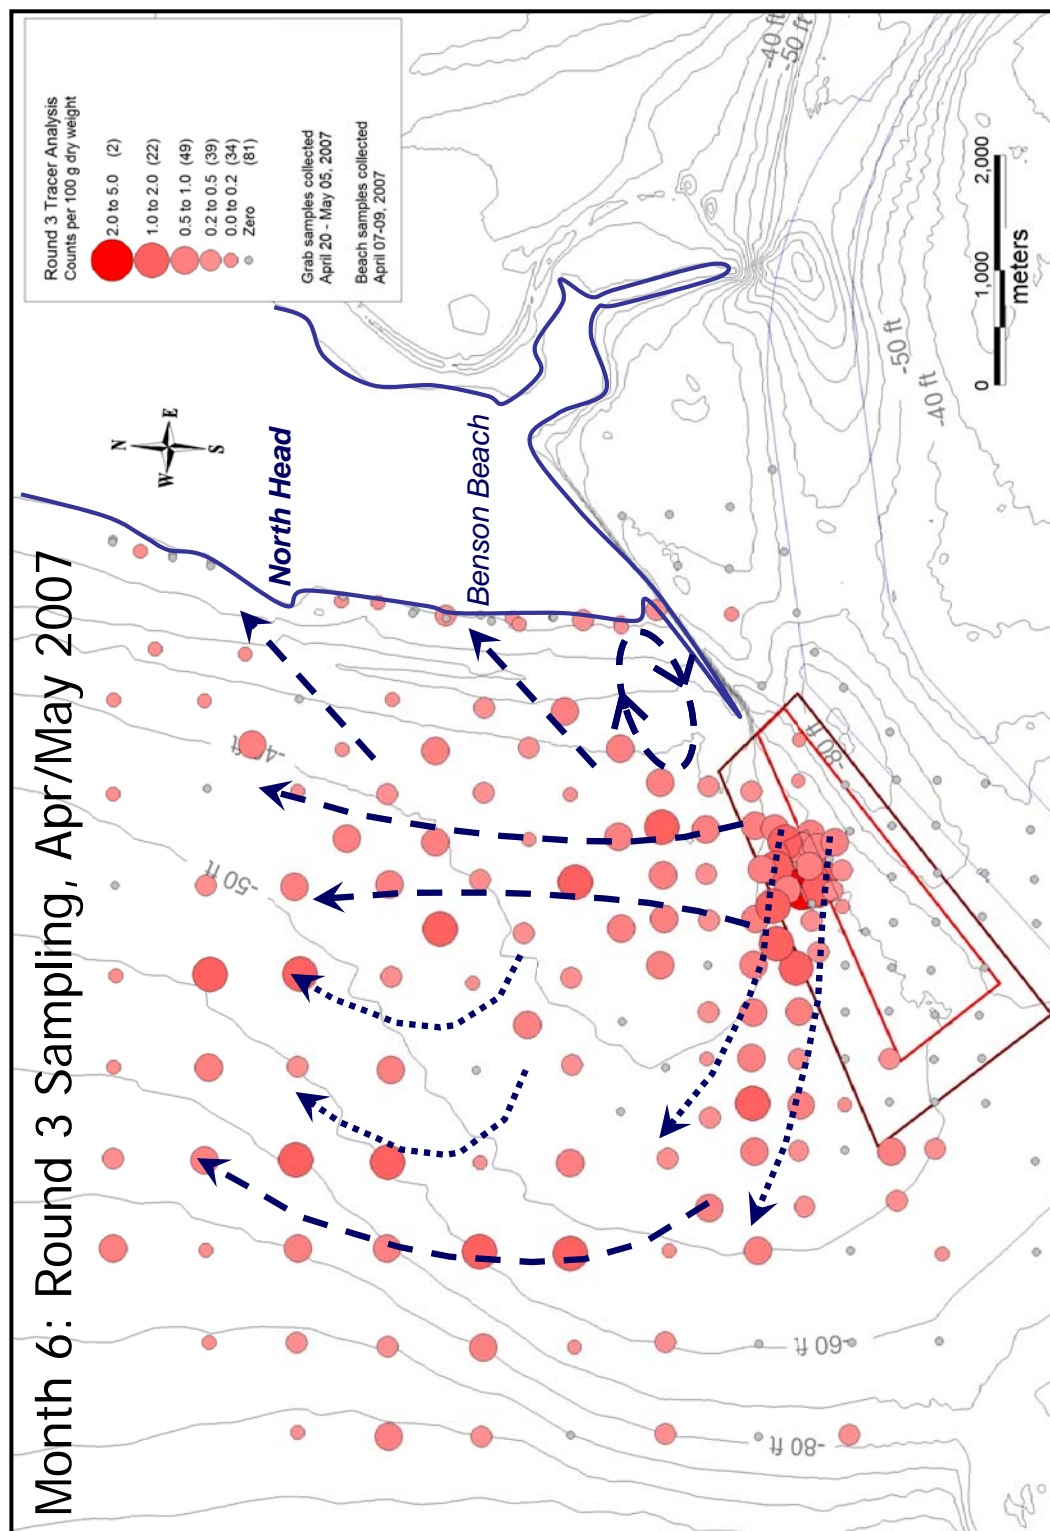 Month 6: Round 3 Sampling, Apr/May 2007
Round 3 Tracer Analysis
Counts per 100 g dry weight
2.0 to 5.0 (2)
1.0 to 2.0 (22)
0.5 to 1.0 (49)
0.2 to 0.5 (39)
0.0 to 0.2 (34)
Zero (81)
Grab samples collected
April 20 - May 05, 2007
Beach samples collected
April 07-09, 2007
N
W E
S
North Head
Benson Beach
-40 ft
-50 ft
-40 ft
-50 ft
-80 ft
-50 ft
-40 ft
-60 ft
-80 ft
0 1,000 2,000
meters